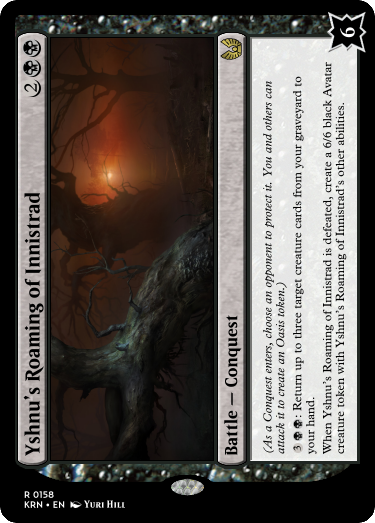 Yshnu's Roaming of Innistrad
2
Battle — Conquest
(As a Conquest enters, choose an opponent to protect it. You and others can
attack it to create an Oasis token.)
3: Return up to three target creature cards from your graveyard to
your hand.
When Yshnu's Roaming of Innistrad is defeated, create a 6/6 black Avatar
creature token with Yshnu's Roaming of Innistrad's other abilities.
6
R 0158
KRN • EN Yuri Hill